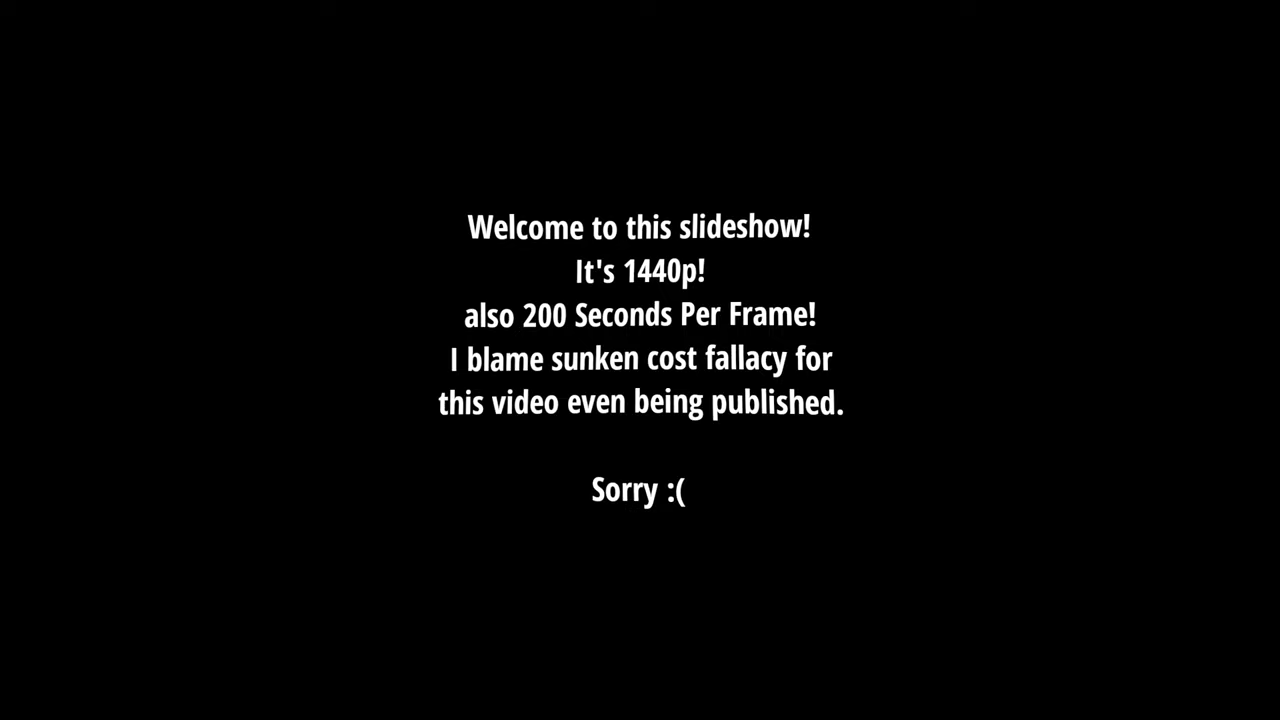 Welcome to this slideshow!
It's 1440p!
also 200 Seconds Per Frame!
I blame sunken cost fallacy for
this video even being published.
Sorry :(